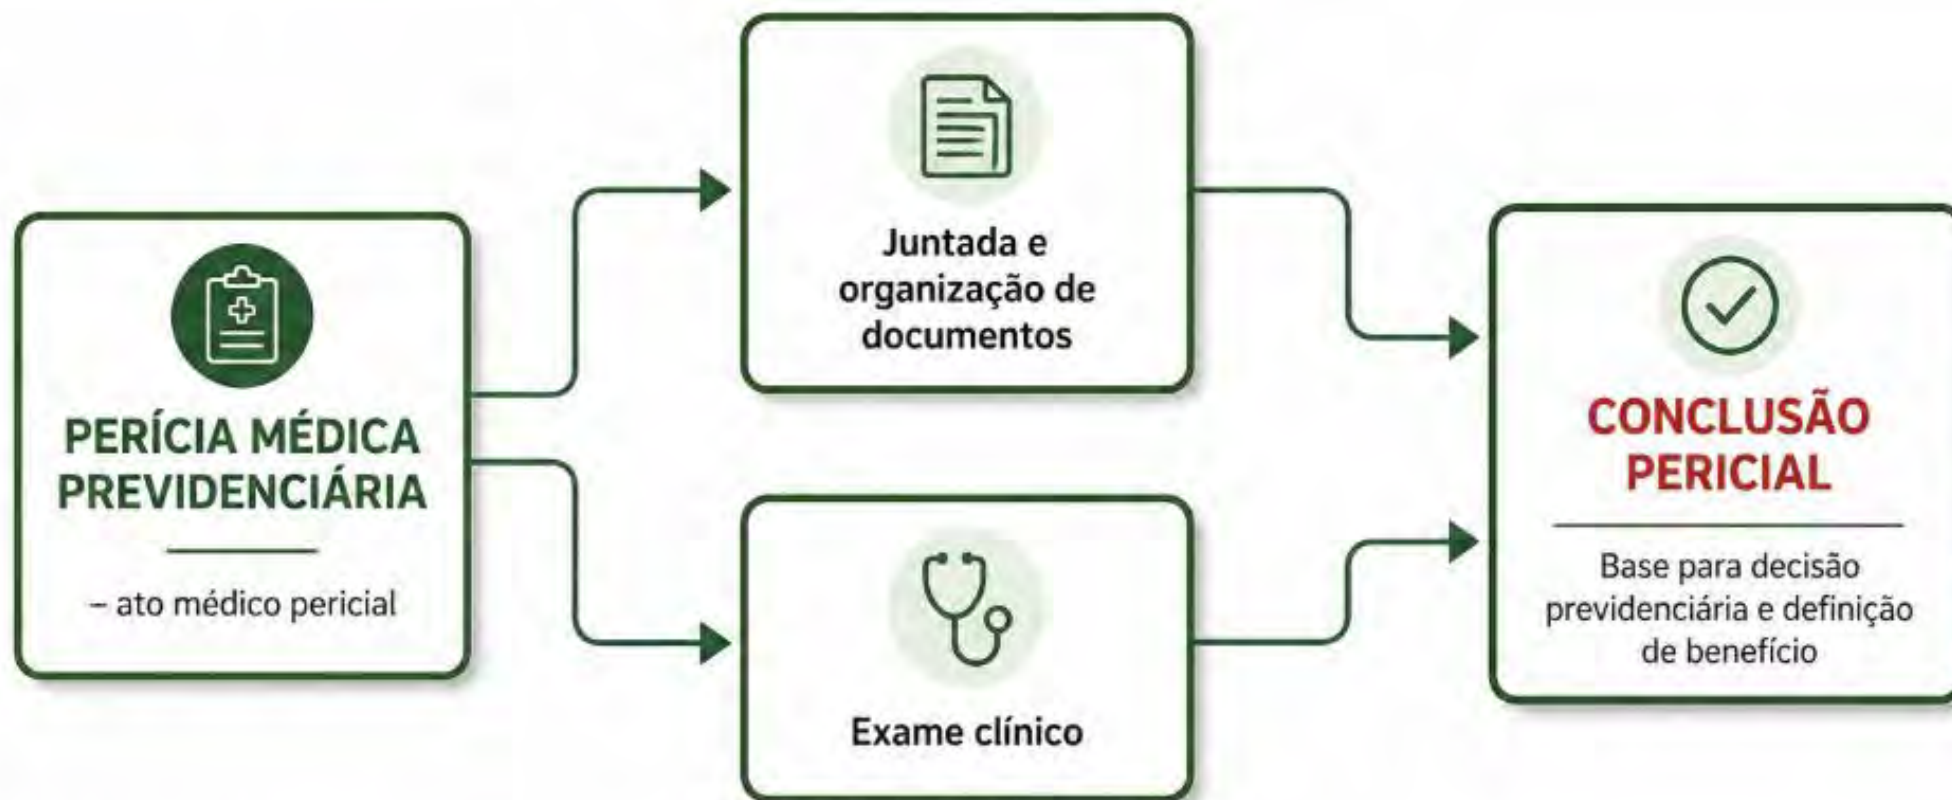 PERÍCIA MÉDICA
PREVIDENCIÁRIA
– ato médico pericial
Juntada e
organização de
documentos
Exame clínico
CONCLUSÃO
PERICIAL
Base para decisão
previdenciária e definição
de benefício